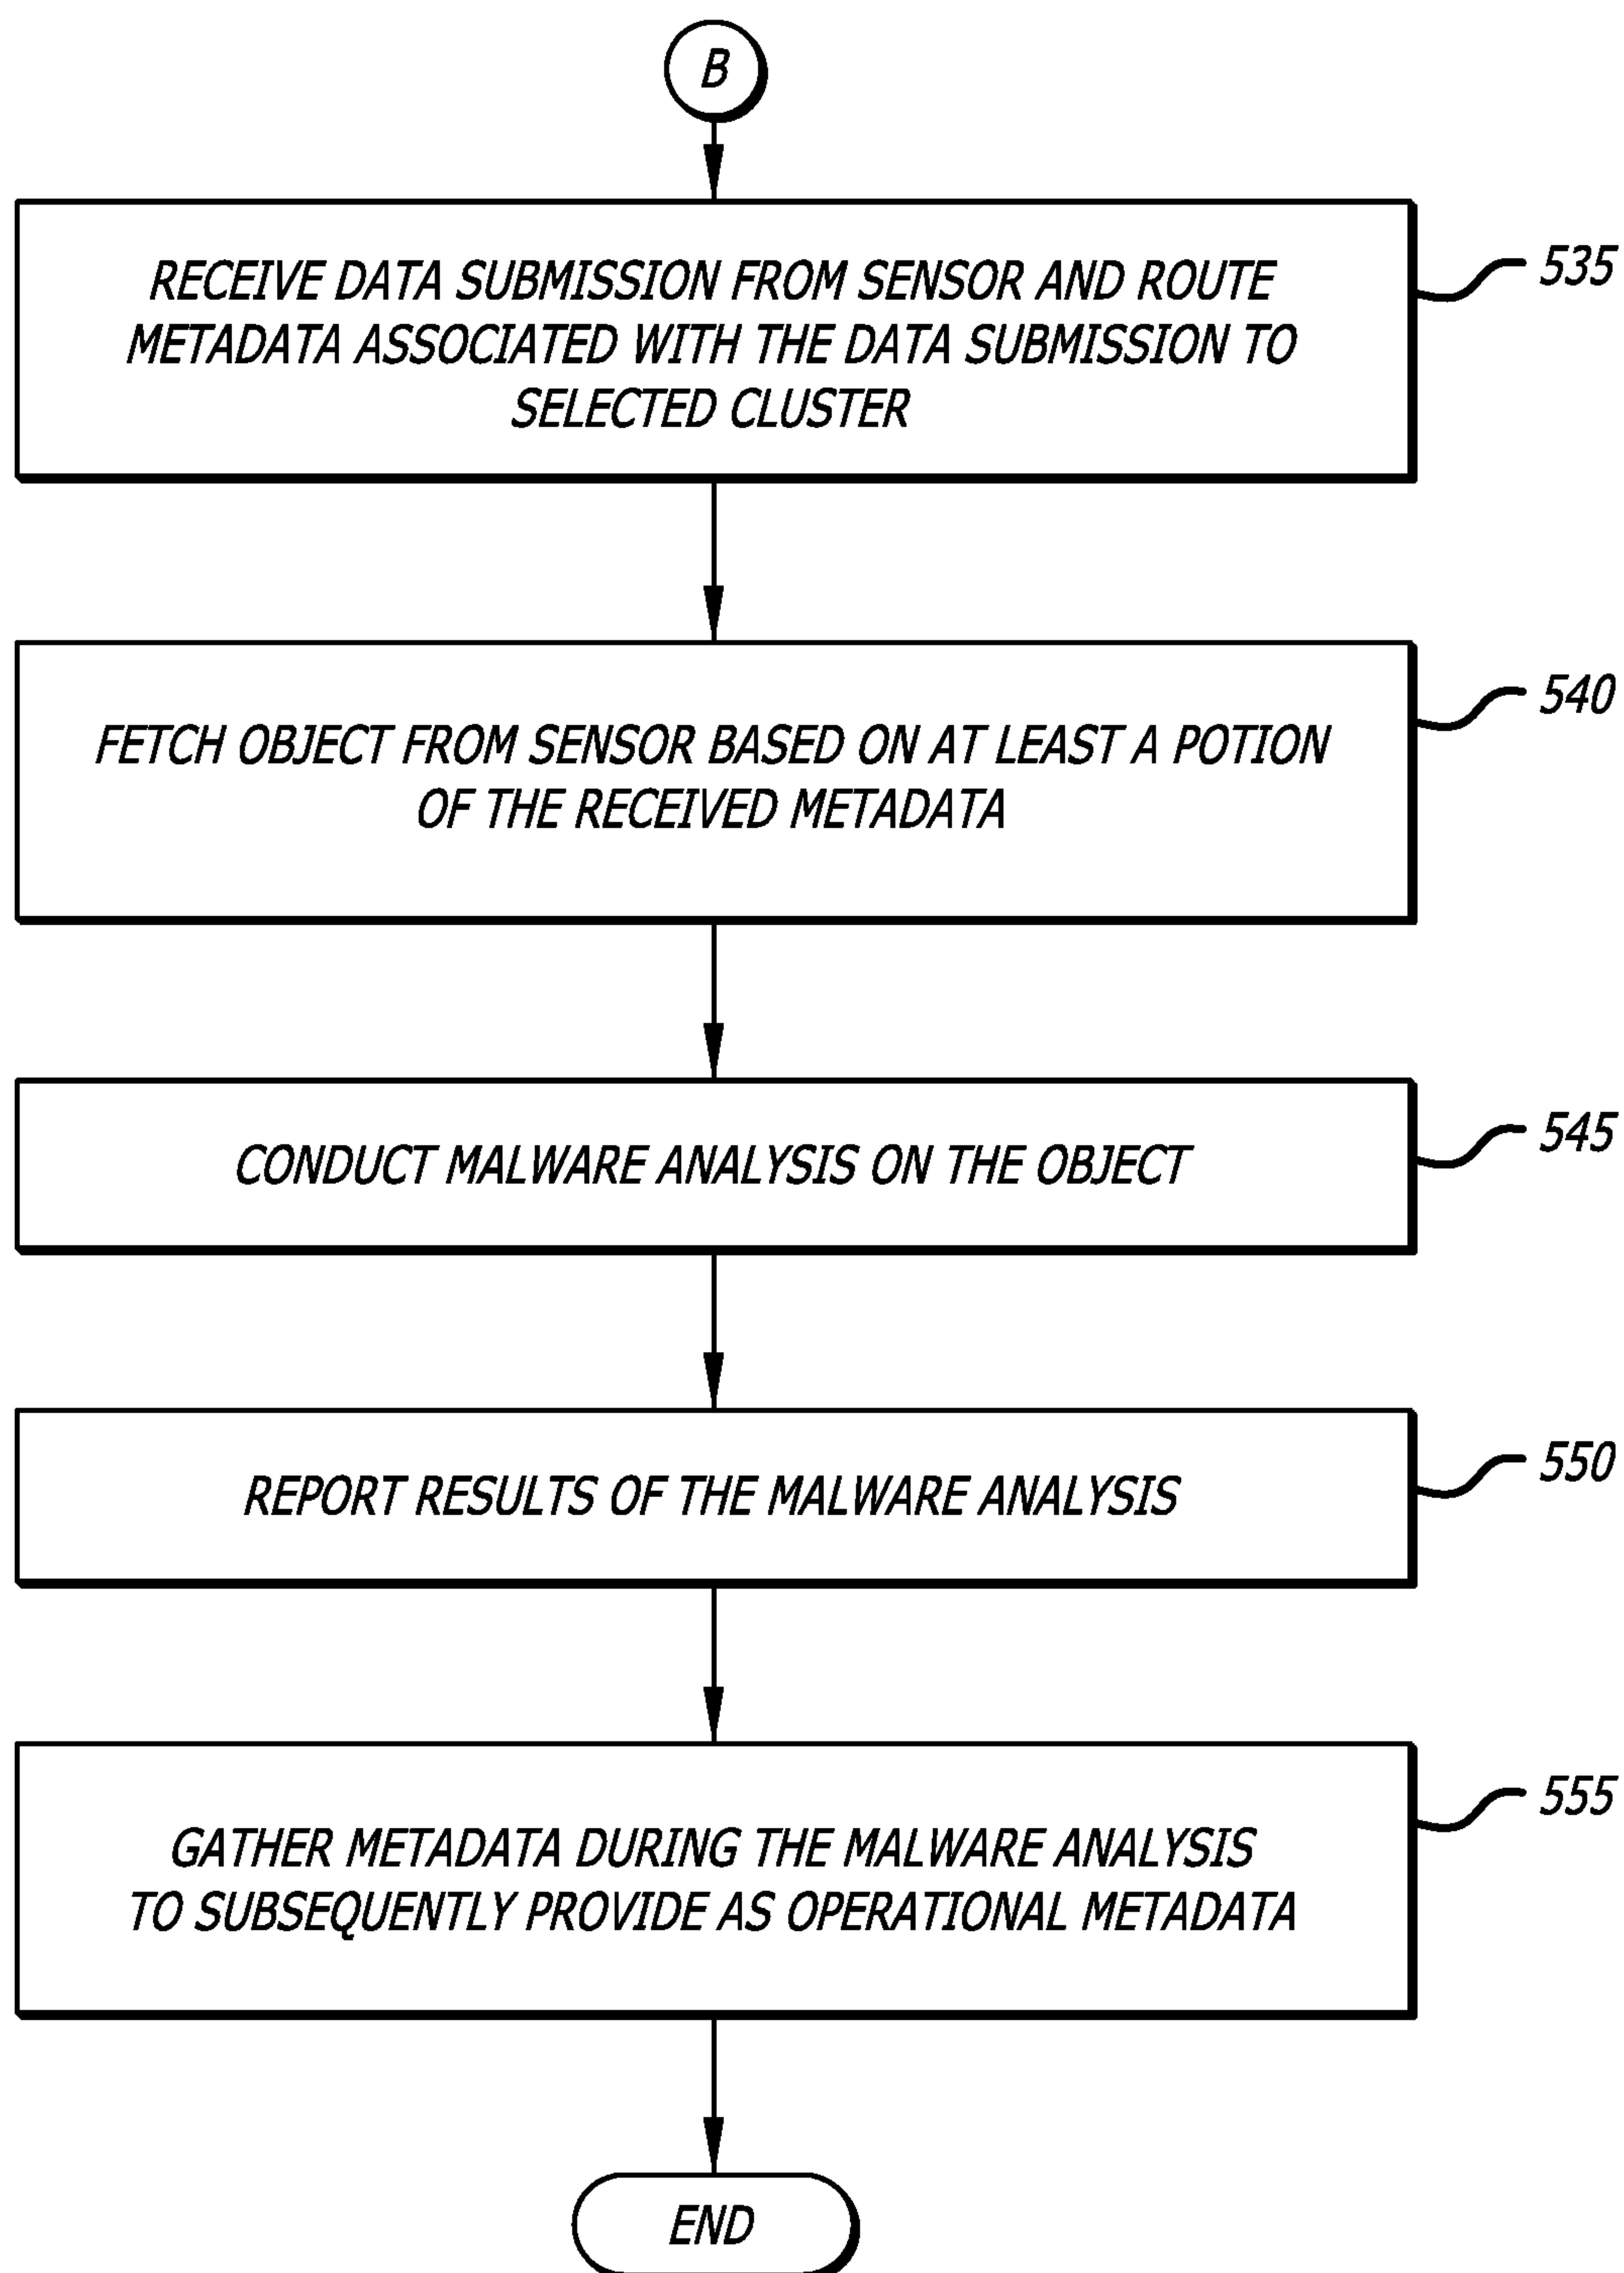 B
RECEIVE DATA SUBMISSION FROM SENSOR AND ROUTE
METADATA ASSOCIATED WITH THE DATA SUBMISSION TO
SELECTED CLUSTER
535
FETCH OBJECT FROM SENSOR BASED ON AT LEAST A POTION
OF THE RECEIVED METADATA
540
CONDUCT MALWARE ANALYSIS ON THE OBJECT
545
REPORT RESULTS OF THE MALWARE ANALYSIS
550
GATHER METADATA DURING THE MALWARE ANALYSIS
TO SUBSEQUENTLY PROVIDE AS OPERATIONAL METADATA
555
END